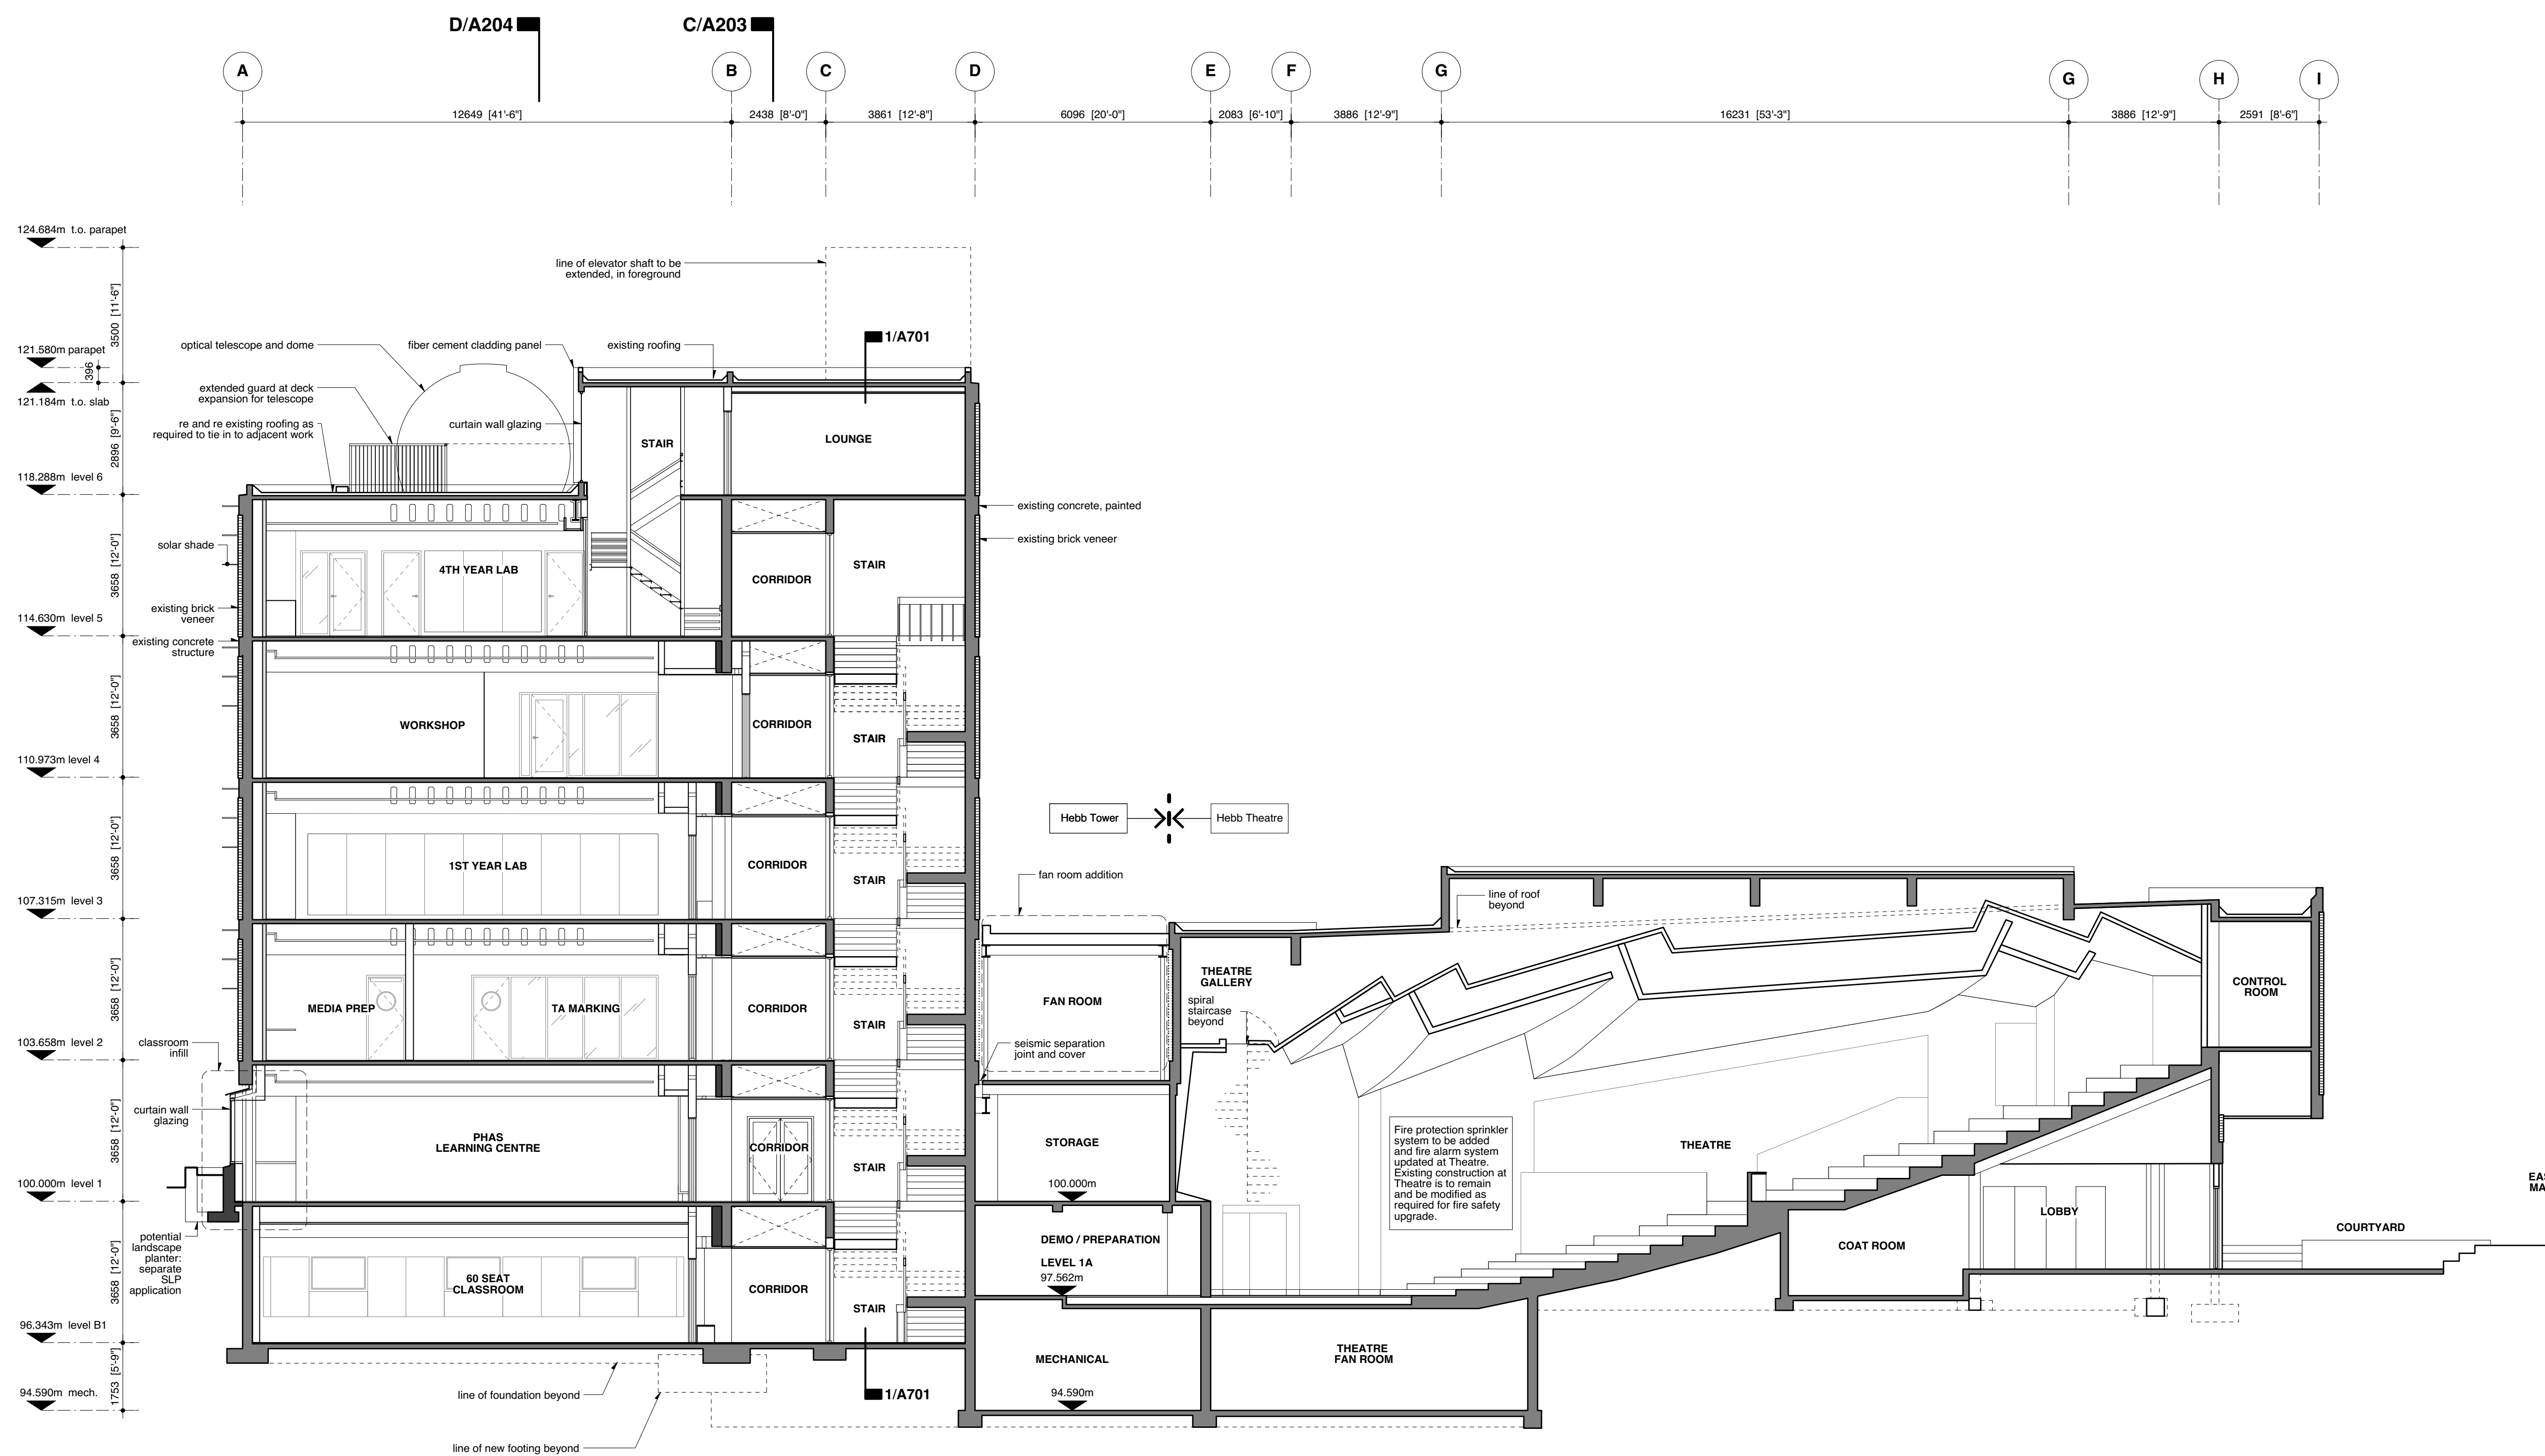 D/A204
C/A203
A
B
C
D
E
F
G
G
H
I
12649 [41'-6"]
2438 [8'-0"]
3861 [12'-8"]
6096 [20'-0"]
2083 [6'-10"]
3886 [12'-9"]
16231 [53'-3"]
3886 [12'-9"]
2591 [8'-6"]
124.684m t.o. parapet
3500 [11'-6"]
121.580m parapet
396
121.184m t.o. slab
2896 [9'-6"]
118.288m level 6
3658 [12'-0"]
114.630m level 5
3658 [12'-0"]
110.973m level 4
3658 [12'-0"]
107.315m level 3
3658 [12'-0"]
103.658m level 2
3658 [12'-0"]
100.000m level 1
3658 [12'-0"]
96.343m level B1
1753 [5'-9"]
94.590m mech.
line of elevator shaft to be
extended, in foreground
1/A701
optical telescope and dome
fiber cement cladding panel
existing roofing
extended guard at deck
expansion for telescope
re and re existing roofing as
required to tie in to adjacent work
curtain wall glazing
STAIR
LOUNGE
existing concrete, painted
existing brick veneer
solar shade
existing brick
veneer
existing concrete
structure
4TH YEAR LAB
CORRIDOR
STAIR
WORKSHOP
CORRIDOR
STAIR
1ST YEAR LAB
CORRIDOR
STAIR
MEDIA PREP
TA MARKING
CORRIDOR
STAIR
classroom
infill
curtain wall
glazing
PHAS
LEARNING CENTRE
CORRIDOR
STAIR
potential
landscape
planter:
separate
SLP
application
60 SEAT
CLASSROOM
CORRIDOR
STAIR
line of foundation beyond
line of new footing beyond
1/A701
Hebb Tower
Hebb Theatre
fan room addition
line of roof
beyond
FAN ROOM
THEATRE
GALLERY
spiral
staircase
beyond
seismic separation
joint and cover
STORAGE
100.000m
DEMO / PREPARATION
LEVEL 1A
97.562m
MECHANICAL
94.590m
THEATRE
FAN ROOM
Fire protection sprinkler
system to be added
and fire alarm system
updated at Theatre.
Existing construction at
Theatre is to remain
and be modified as
required for fire safety
upgrade.
THEATRE
CONTROL
ROOM
COAT ROOM
LOBBY
COURTYARD